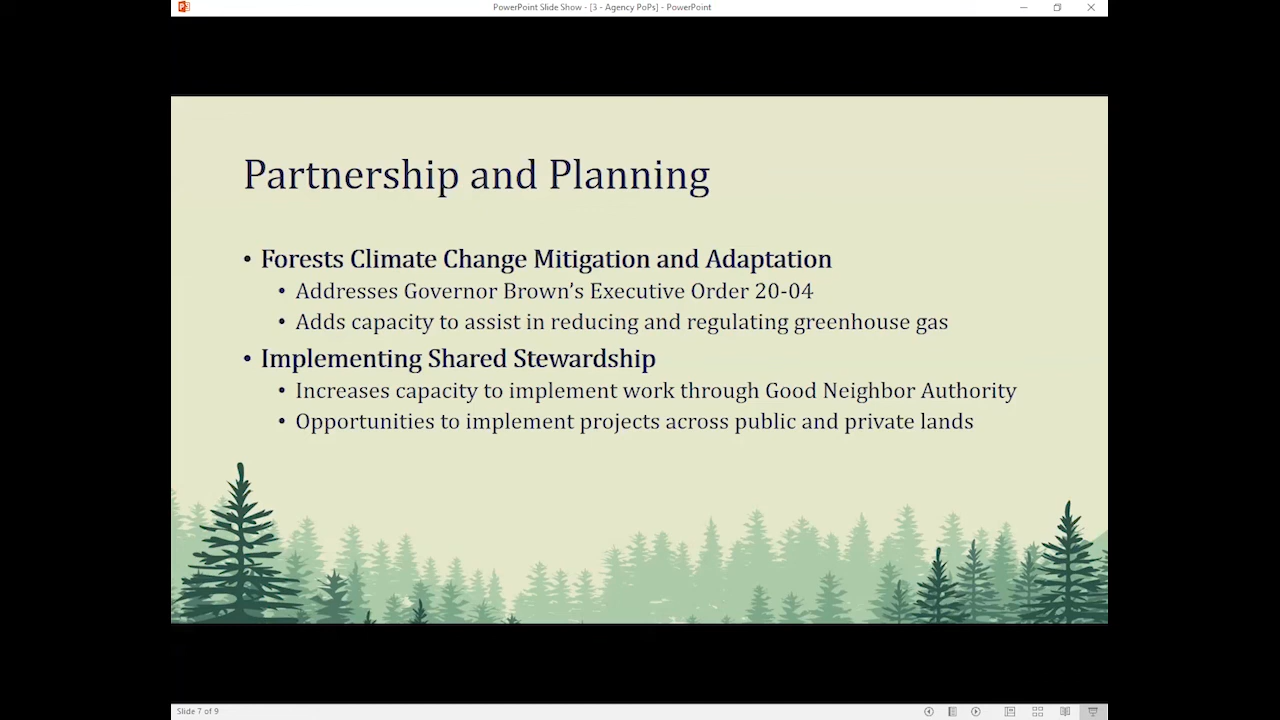 PowerPoint Slide Show - [3 - Agency PoPs] - PowerPoint
Partnership and Planning
• Forests Climate Change Mitigation and Adaptation
• Addresses Governor Brown's Executive Order 20-04
• Adds capacity to assist in reducing and regulating greenhouse gas
• Implementing Shared Stewardship
• Increases capacity to implement work through Good Neighbor Authority
• Opportunities to implement projects across public and private lands
Slide 7 of 9